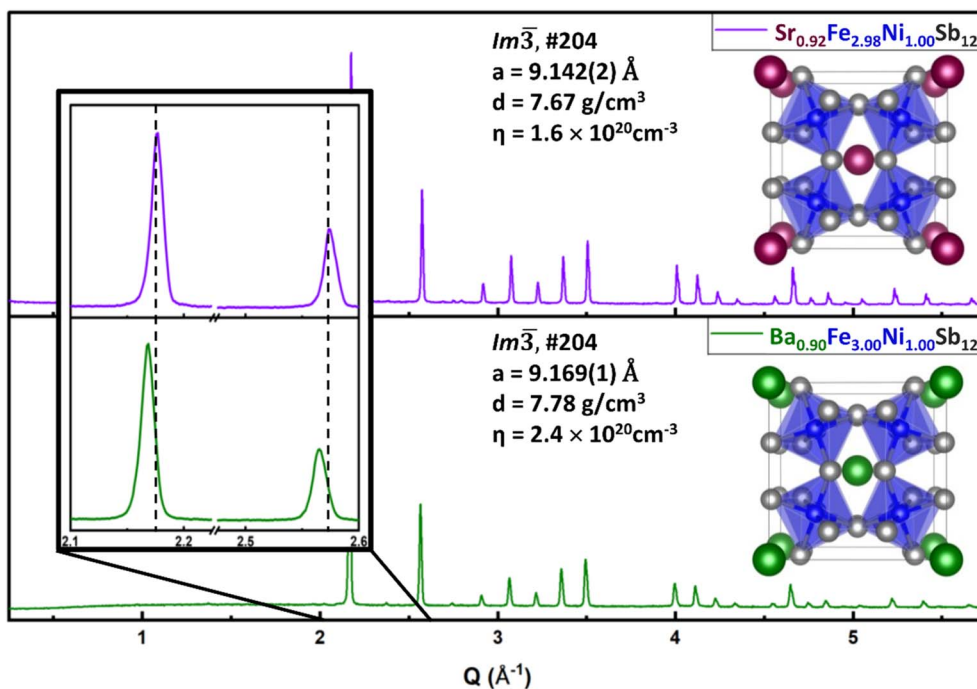 Im3̅, #204
a = 9.142(2) Å
d = 7.67 g/cm³
η = 1.6 × 10²⁰cm⁻³
Sr₀.₉₂Fe₂.₉₈Ni₁.₀₀Sb₁₂
Im3̅, #204
a = 9.169(1) Å
d = 7.78 g/cm³
η = 2.4 × 10²⁰cm⁻³
Ba₀.₉₀Fe₃.₀₀Ni₁.₀₀Sb₁₂
2.1 2.2 2.5 2.6
1 2 3 4 5
Q (Å⁻¹)